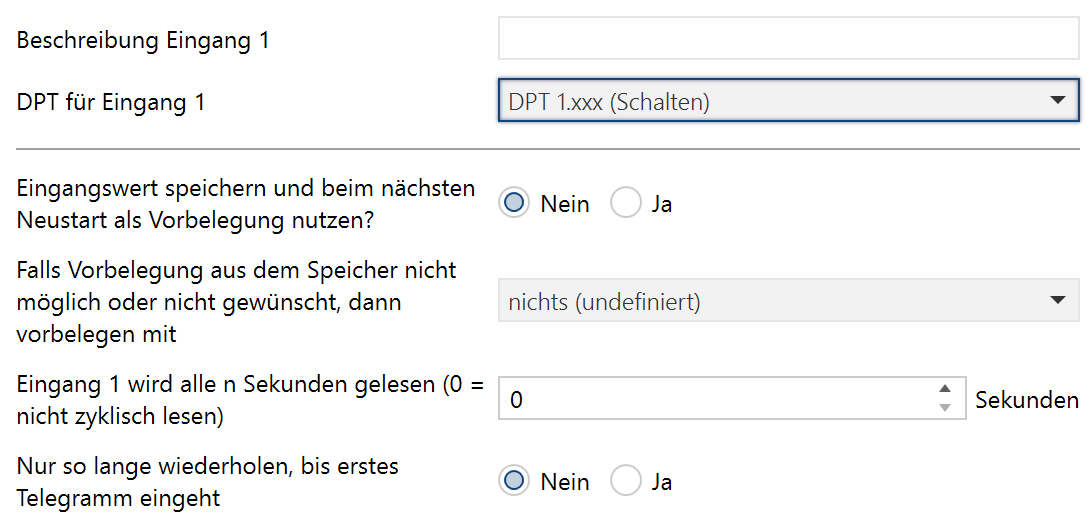 Beschreibung Eingang 1
DPT für Eingang 1
DPT 1.xxx (Schalten)
Eingangswert speichern und beim nächsten
Neustart als Vorbelegung nutzen?
Nein Ja
Falls Vorbelegung aus dem Speicher nicht
möglich oder nicht gewünscht, dann
vorbelegen mit
nichts (undefiniert)
Eingang 1 wird alle n Sekunden gelesen (0 =
nicht zyklisch lesen)
0 Sekunden
Nur so lange wiederholen, bis erstes
Telegramm eingeht
Nein Ja